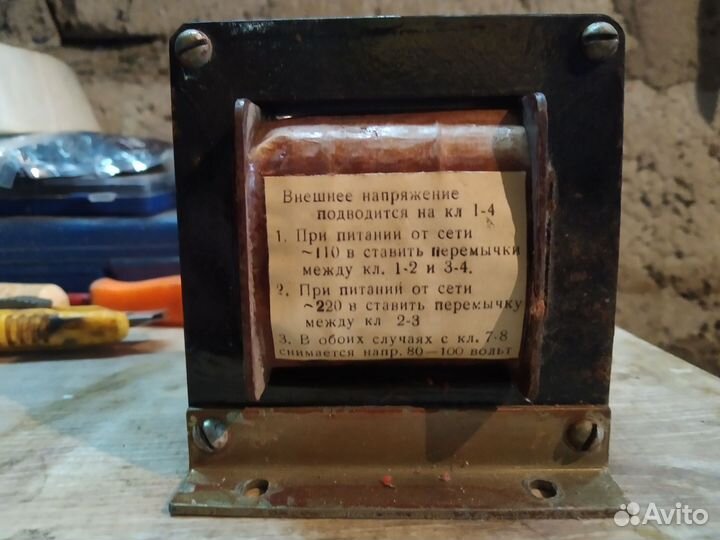 Внешнее напряжение
подводится на кл 1-4
1. При питании от сети
~110 в ставить перемычки
между кл. 1-2 и 3-4.
2. При питаний от сети
~220 в ставить перемычку
между кл 2-3
3. В обоих случаях с кл. 7-8
снимается напр. 80—100 вольт
Avito